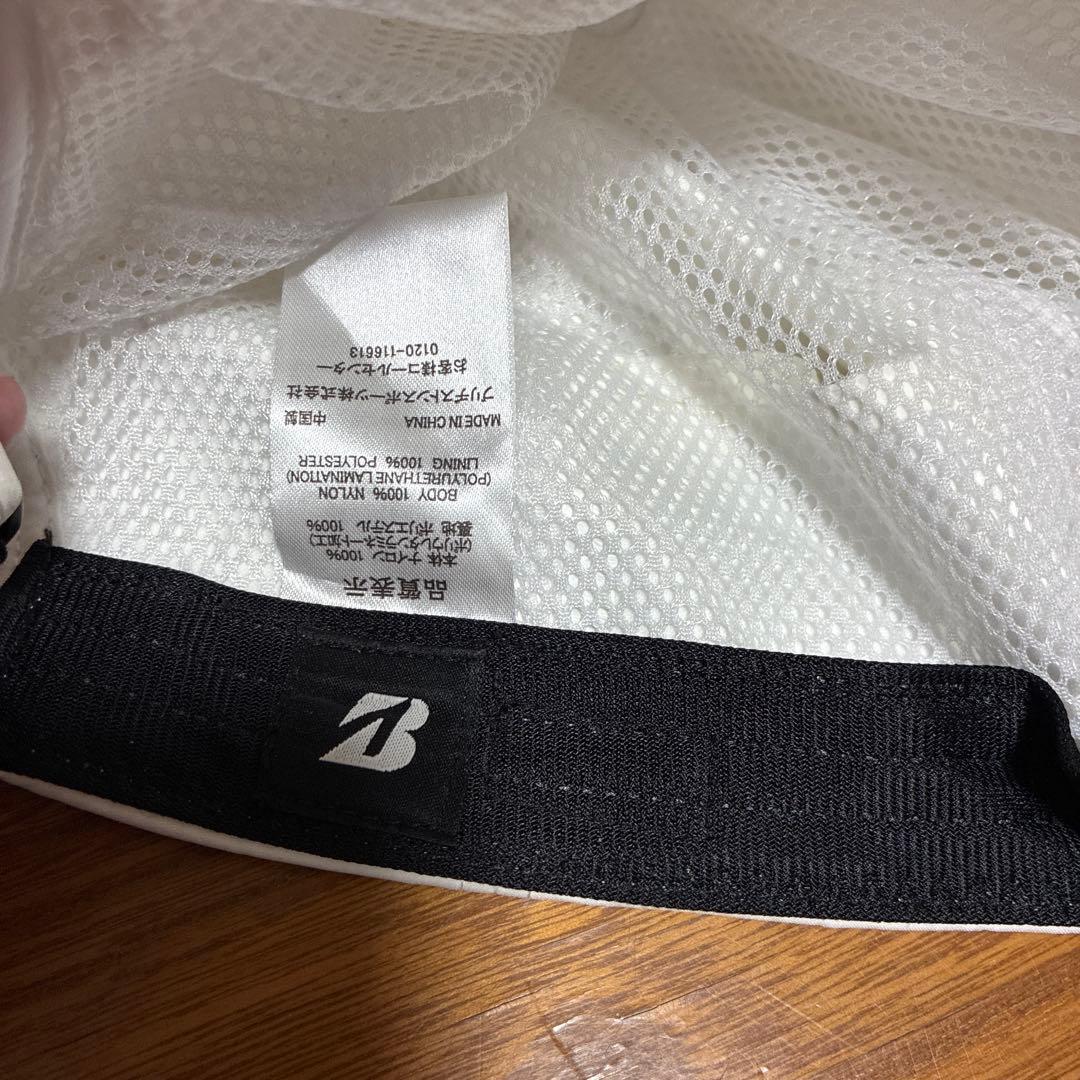 品質表示
本体 ナイロン 100%
(ポリウレタンラミネート加工)
裏地 ポリエステル 100%
BODY 100% NYLON
(POLYURETHANE LAMINATION)
LINING 100% POLYESTER
MADE IN CHINA 中国製
ブリヂストンスポーツ株式会社
お客様コールセンター
0120-116613
B